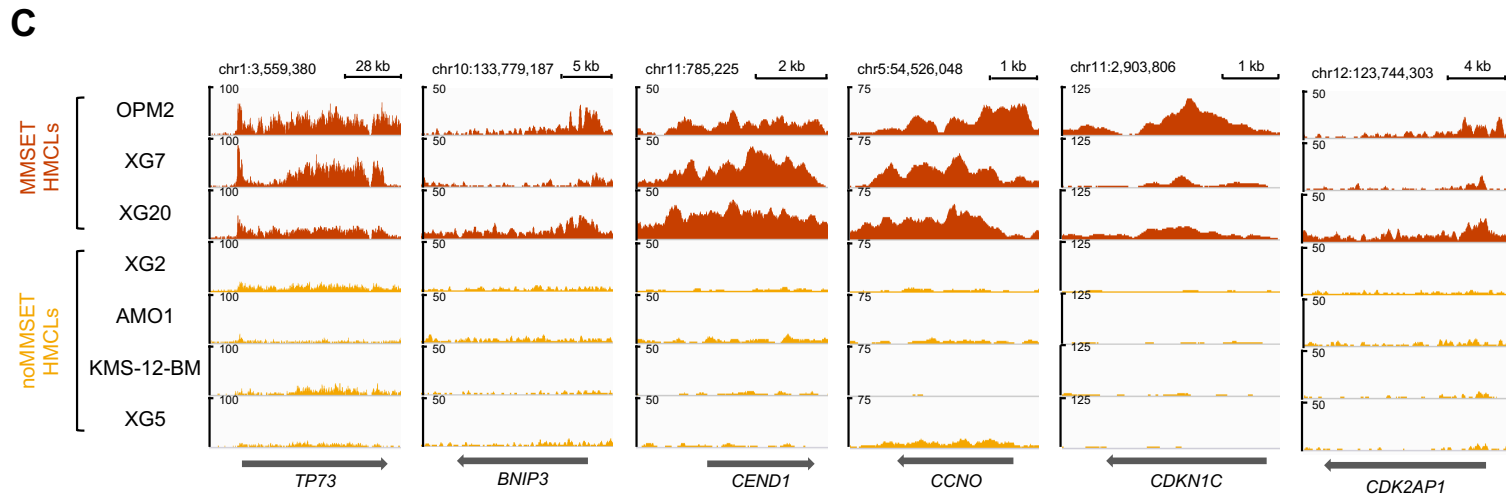 C
chr1:3,559,380 28 kb chr10:133,779,187 5 kb chr11:785,225 2 kb chr5:54,526,048 1 kb chr11:2,903,806 1 kb chr12:123,744,303 4 kb
MMSET
HMCLs
OPM2 100 50 50 75 125 50
XG7 100 50 50 75 125 50
XG20 100 50 50 75 125 50
noMMSET
HMCLs
XG2 100 50 50 75 125 50
AMO1 100 50 50 75 125 50
KMS-12-BM 100 50 50 75 125 50
XG5 100 50 50 75 125 50
TP73 BNIP3 CEND1 CCNO CDKN1C CDK2AP1